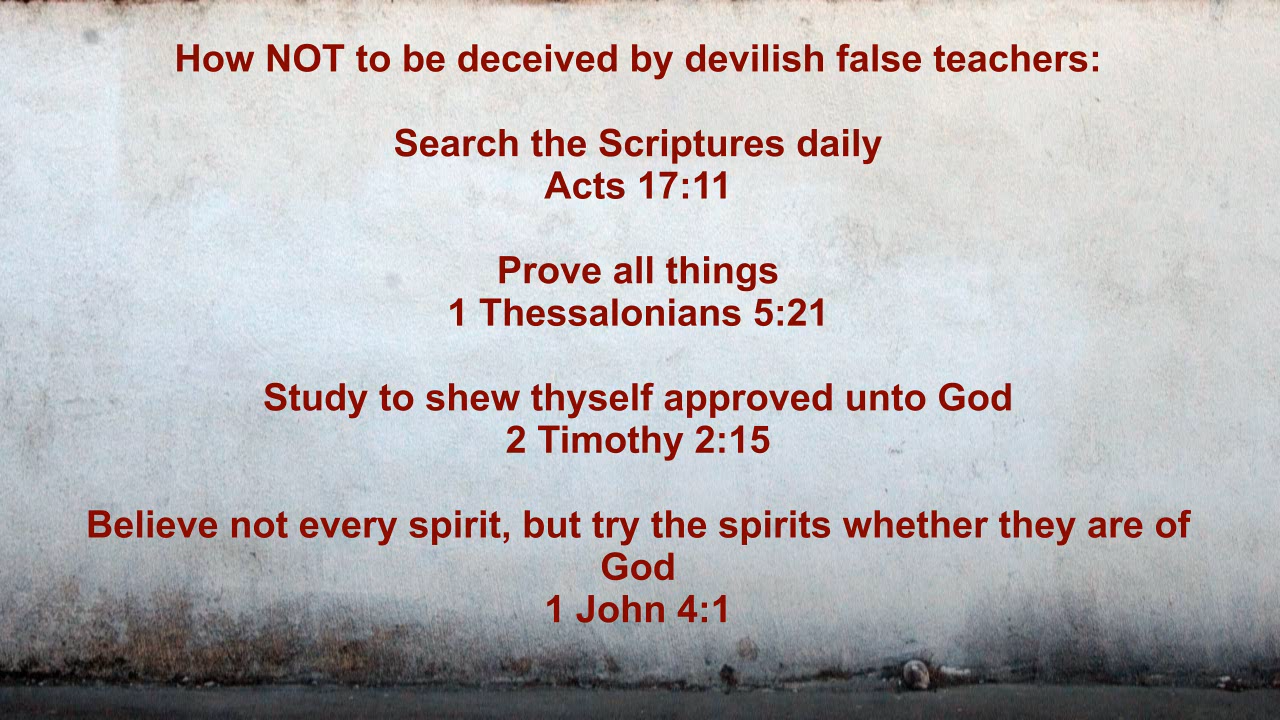 How NOT to be deceived by devilish false teachers:
Search the Scriptures daily
Acts 17:11
Prove all things
1 Thessalonians 5:21
Study to shew thyself approved unto God
2 Timothy 2:15
Believe not every spirit, but try the spirits whether they are of
God
1 John 4:1